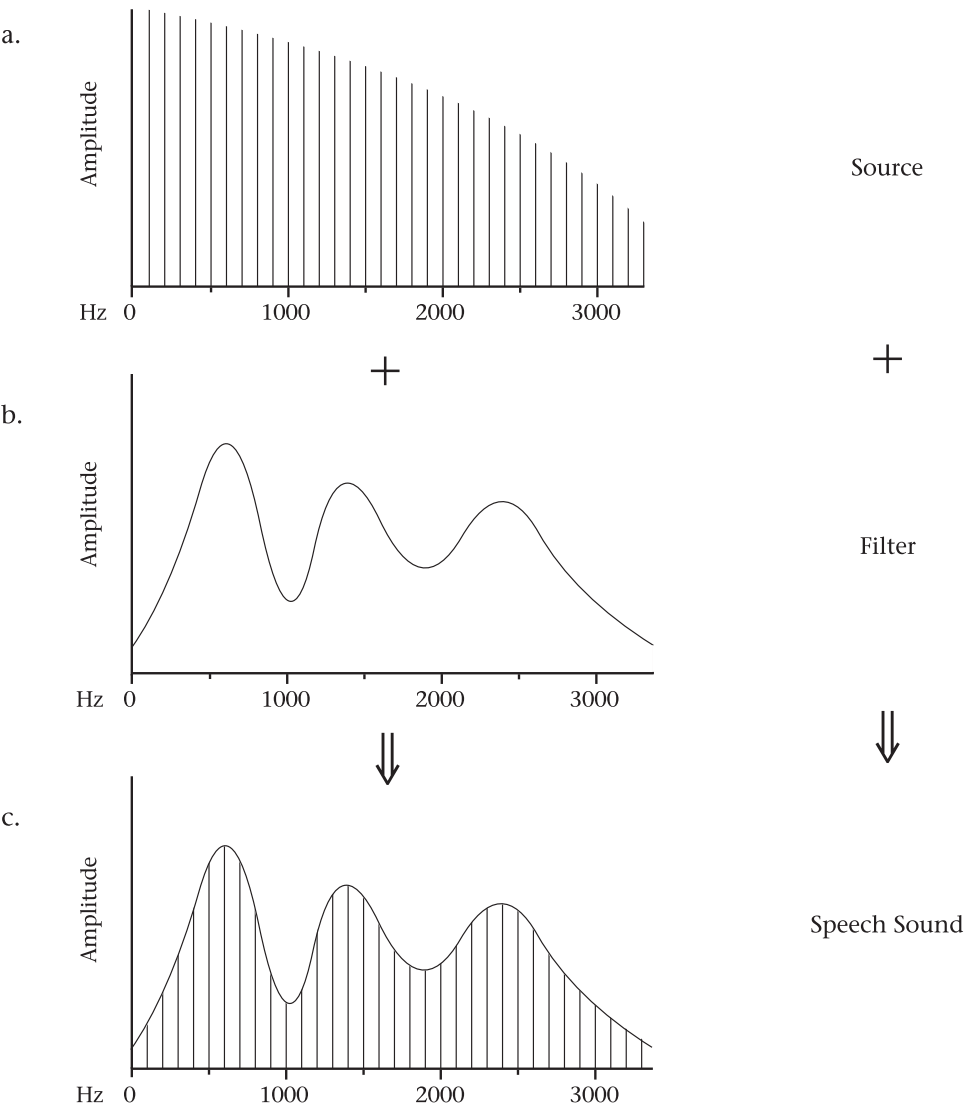 a.
Amplitude
Source
Hz 0 1000 2000 3000
+ +
b.
Amplitude
Filter
Hz 0 1000 2000 3000
c.
Amplitude
Speech Sound
Hz 0 1000 2000 3000